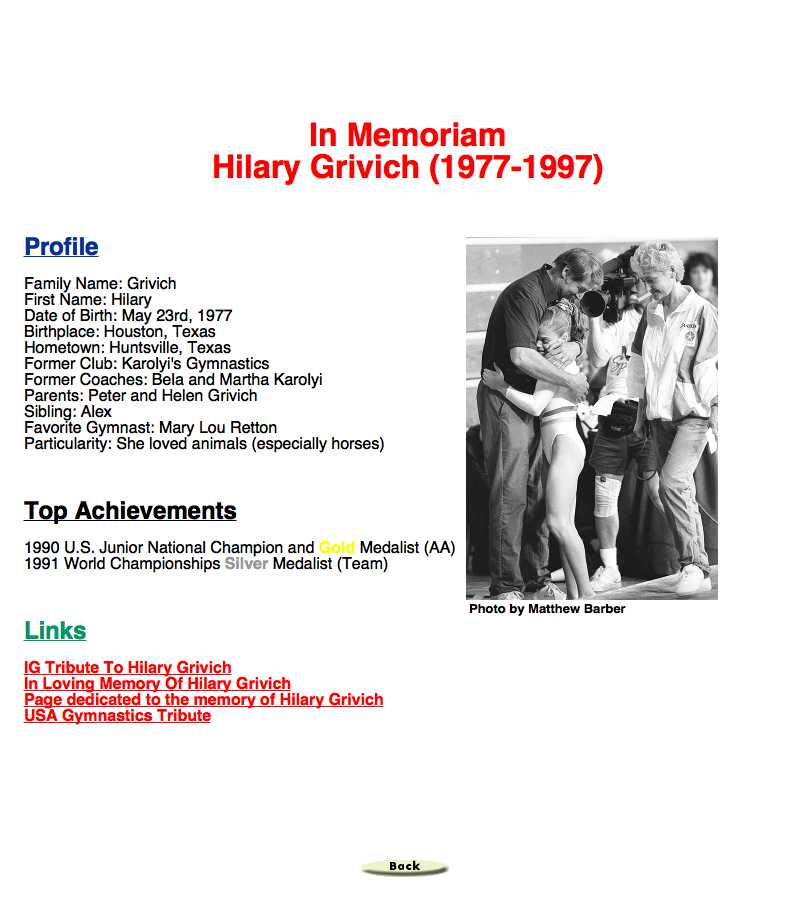 In Memoriam
Hilary Grivich (1977-1997)
Profile
Family Name: Grivich
First Name: Hilary
Date of Birth: May 23rd, 1977
Birthplace: Houston, Texas
Hometown: Huntsville, Texas
Former Club: Karolyi's Gymnastics
Former Coaches: Bela and Martha Karolyi
Parents: Peter and Helen Grivich
Sibling: Alex
Favorite Gymnast: Mary Lou Retton
Particularity: She loved animals (especially horses)
Top Achievements
1990 U.S. Junior National Champion and Gold Medalist (AA)
1991 World Championships Silver Medalist (Team)
Photo by Matthew Barber
Links
IG Tribute To Hilary Grivich
In Loving Memory Of Hilary Grivich
Page dedicated to the memory of Hilary Grivich
USA Gymnastics Tribute
Back